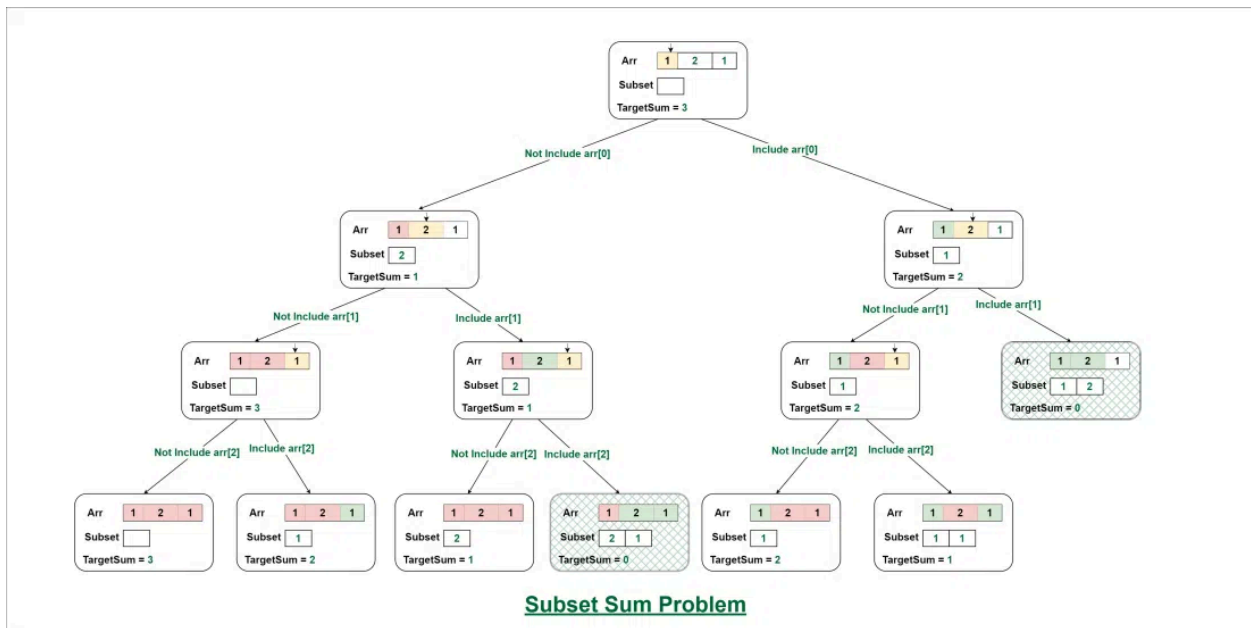 Arr 1 2 1
Subset
TargetSum = 3
Not Include arr[0]
Include arr[0]
Arr 1 2 1
Subset 2
TargetSum = 1
Arr 1 2 1
Subset 1
TargetSum = 2
Not Include arr[1]
Include arr[1]
Not Include arr[1]
Include arr[1]
Arr 1 2 1
Subset
TargetSum = 3
Arr 1 2 1
Subset 2
TargetSum = 1
Arr 1 2 1
Subset 1
TargetSum = 2
Arr 1 2 1
Subset 1 2
TargetSum = 0
Not Include arr[2]
Include arr[2]
Not Include arr[2]
Include arr[2]
Not Include arr[2]
Include arr[2]
Arr 1 2 1
Subset
TargetSum = 3
Arr 1 2 1
Subset 1
TargetSum = 2
Arr 1 2 1
Subset 2
TargetSum = 1
Arr 1 2 1
Subset 2 1
TargetSum = 0
Arr 1 2 1
Subset 1
TargetSum = 2
Arr 1 2 1
Subset 1 1
TargetSum = 1
Subset Sum Problem